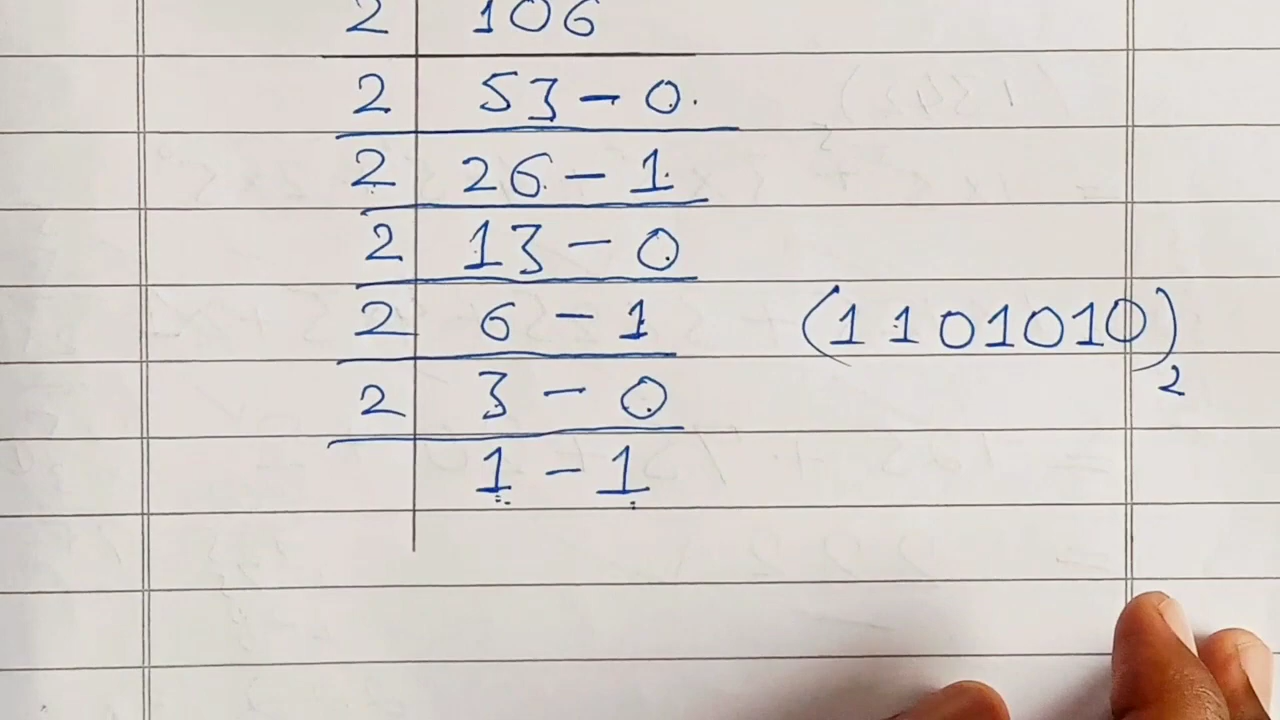 2 106
2 53 - 0
2 26 - 1
2 13 - 0
2 6 - 1
(1101010)2
2 3 - 0
1 - 1